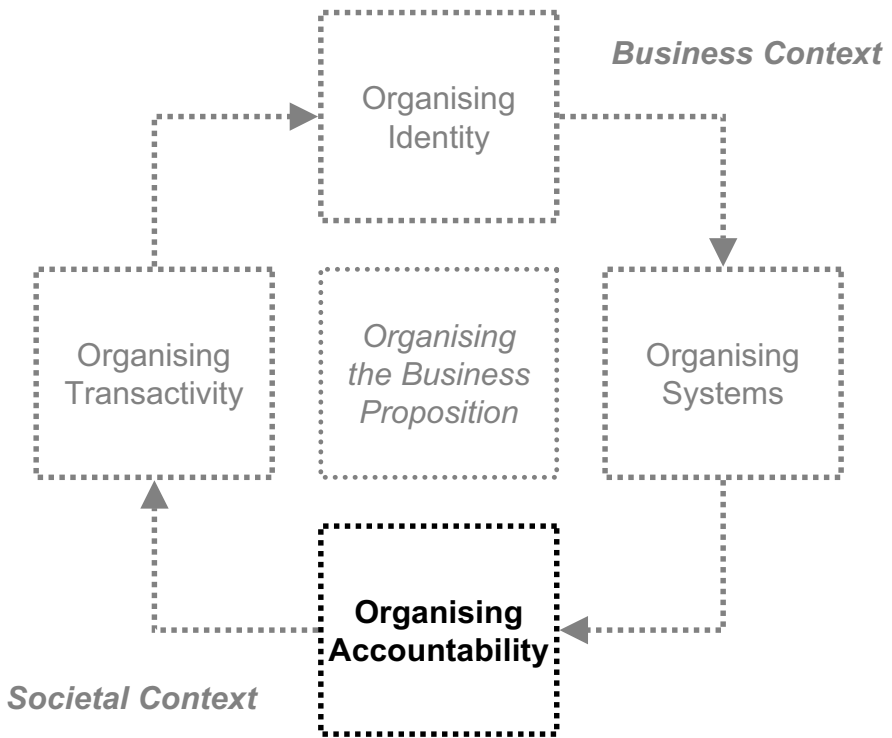 Business Context
Organising
Identity
Organising
Transactivity
Organising
the Business
Proposition
Organising
Systems
Organising
Accountability
Societal Context